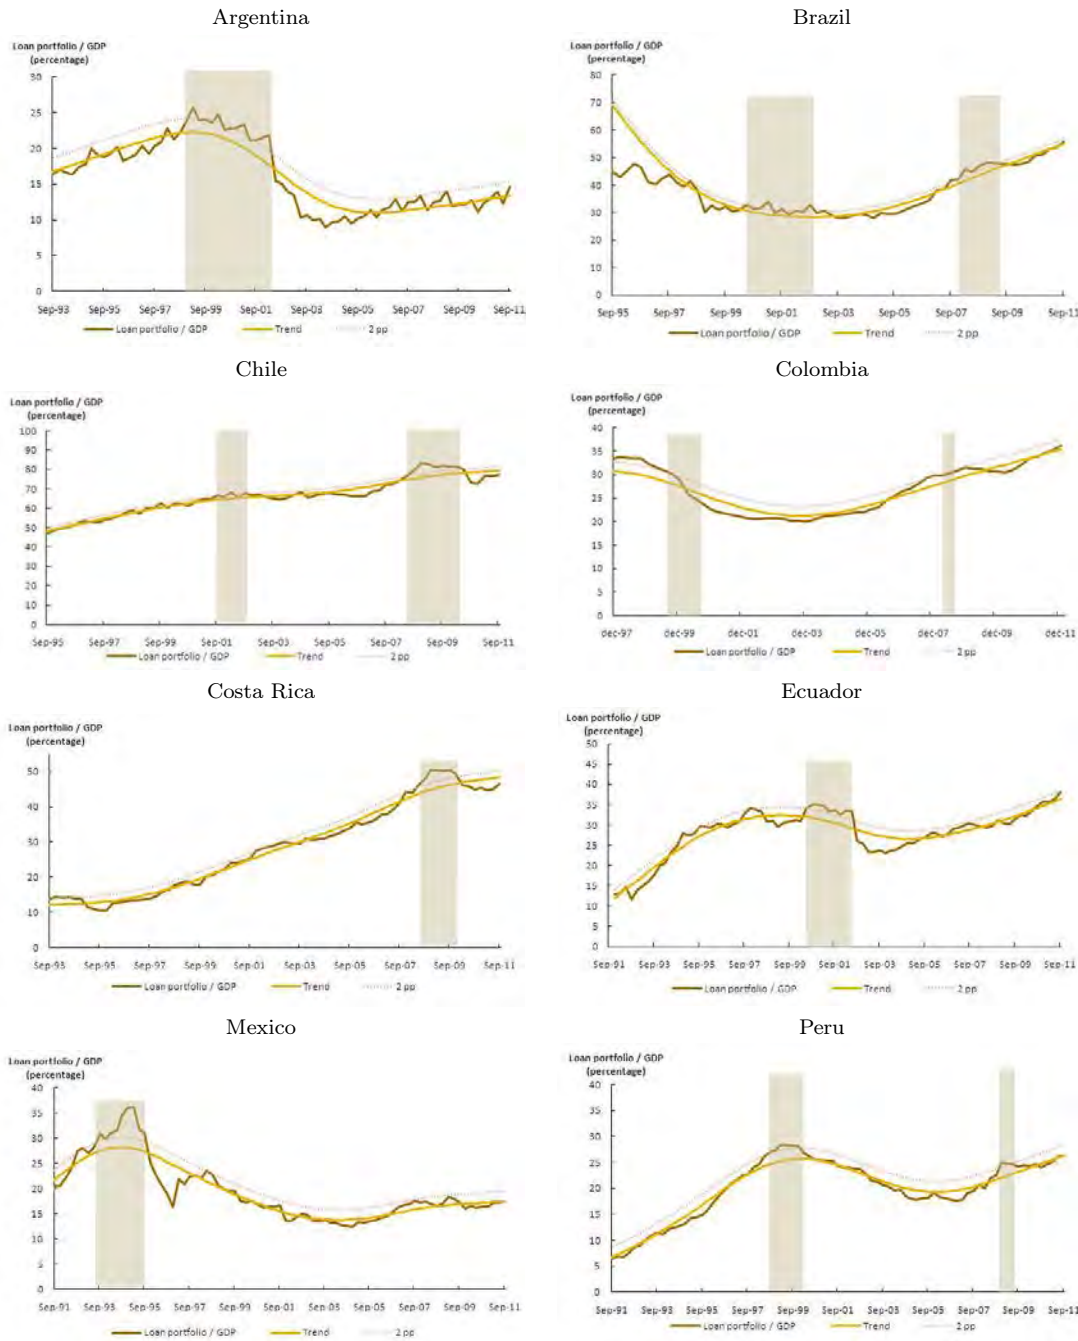 Argentina
Loan portfolio / GDP
(percentage)
30
25
20
15
10
5
0
Sep-93 Sep-95 Sep-97 Sep-99 Sep-01 Sep-03 Sep-05 Sep-07 Sep-09 Sep-11
Loan portfolio / GDP Trend 2 pp
Brazil
Loan portfolio / GDP
(percentage)
80
70
60
50
40
30
20
10
0
Sep-95 Sep-97 Sep-99 Sep-01 Sep-03 Sep-05 Sep-07 Sep-09 Sep-11
Loan portfolio / GDP Trend 2 pp
Chile
Loan portfolio / GDP
(percentage)
100
90
80
70
60
50
40
30
20
10
0
Sep-95 Sep-97 Sep-99 Sep-01 Sep-03 Sep-05 Sep-07 Sep-09 Sep-11
Loan portfolio / GDP Trend 2 pp
Colombia
Loan portfolio / GDP
(percentage)
40
35
30
25
20
15
10
5
0
dec-97 dec-99 dec-01 dec-03 dec-05 dec-07 dec-09 dec-11
Loan portfolio / GDP Trend 2 pp
Costa Rica
Loan portfolio / GDP
(percentage)
50
40
30
20
10
0
Sep-93 Sep-95 Sep-97 Sep-99 Sep-01 Sep-03 Sep-05 Sep-07 Sep-09 Sep-11
Loan portfolio / GDP Trend 2 pp
Ecuador
Loan portfolio / GDP
(percentage)
50
45
40
35
30
25
20
15
10
5
0
Sep-91 Sep-93 Sep-95 Sep-97 Sep-99 Sep-01 Sep-03 Sep-05 Sep-07 Sep-09 Sep-11
Loan portfolio / GDP Trend 2 pp
Mexico
Loan portfolio / GDP
(percentage)
40
35
30
25
20
15
10
5
0
Sep-91 Sep-93 Sep-95 Sep-97 Sep-99 Sep-01 Sep-03 Sep-05 Sep-07 Sep-09 Sep-11
Loan portfolio / GDP Trend 2 pp
Peru
Loan portfolio / GDP
(percentage)
40
35
30
25
20
15
10
5
0
Sep-91 Sep-93 Sep-95 Sep-97 Sep-99 Sep-01 Sep-03 Sep-05 Sep-07 Sep-09 Sep-11
Loan portfolio / GDP Trend 2 pp